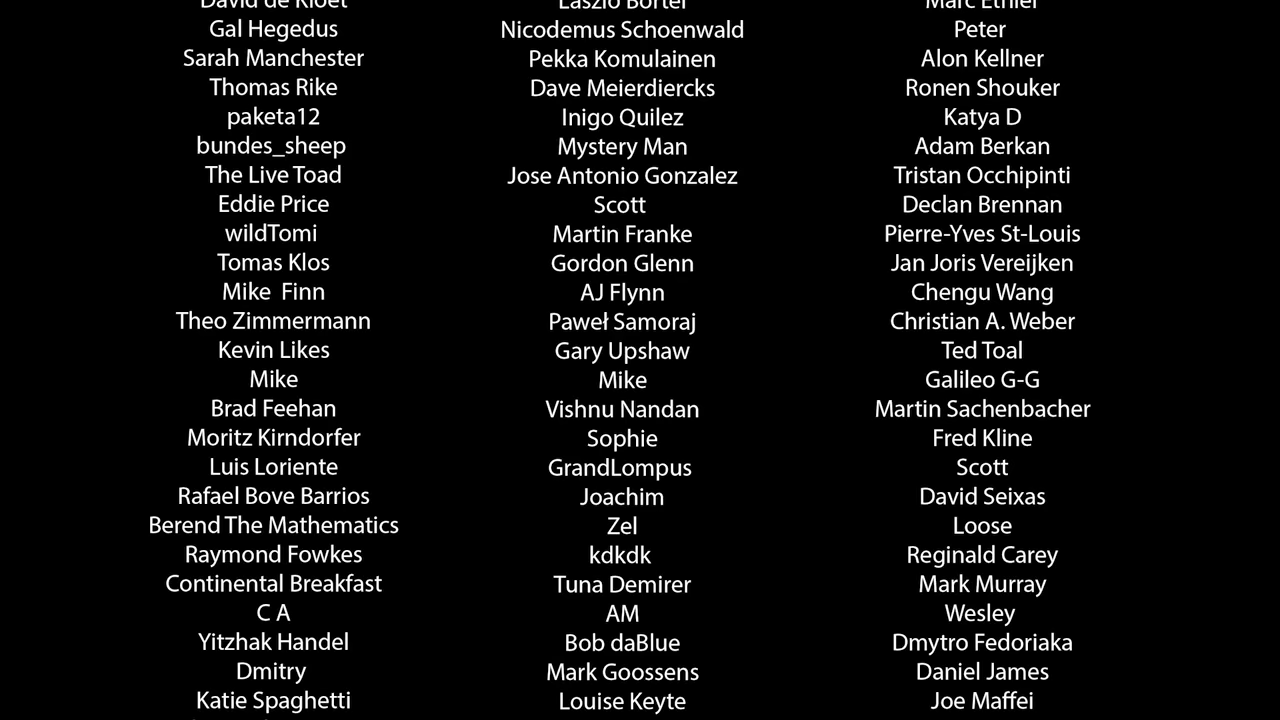 David de Kloet
Gal Hegedus
Sarah Manchester
Thomas Rike
paketa12
bundes_sheep
The Live Toad
Eddie Price
wildTomi
Tomas Klos
Mike  Finn
Theo Zimmermann
Kevin Likes
Mike
Brad Feehan
Moritz Kirndorfer
Luis Loriente
Rafael Bove Barrios
Berend The Mathematics
Raymond Fowkes
Continental Breakfast
C A
Yitzhak Handel
Dmitry
Katie Spaghetti
Nicodemus Schoenwald
Pekka Komulainen
Dave Meierdiercks
Inigo Quilez
Mystery Man
Jose Antonio Gonzalez
Scott
Martin Franke
Gordon Glenn
AJ Flynn
Paweł Samoraj
Gary Upshaw
Mike
Vishnu Nandan
Sophie
GrandLompus
Joachim
Zel
kdkdk
Tuna Demirer
AM
Bob daBlue
Mark Goossens
Louise Keyte
Marc Ethier
Peter
Alon Kellner
Ronen Shouker
Katya D
Adam Berkan
Tristan Occhipinti
Declan Brennan
Pierre-Yves St-Louis
Jan Joris Vereijken
Chengu Wang
Christian A. Weber
Ted Toal
Galileo G-G
Martin Sachenbacher
Fred Kline
Scott
David Seixas
Loose
Reginald Carey
Mark Murray
Wesley
Dmytro Fedoriaka
Daniel James
Joe Maffei